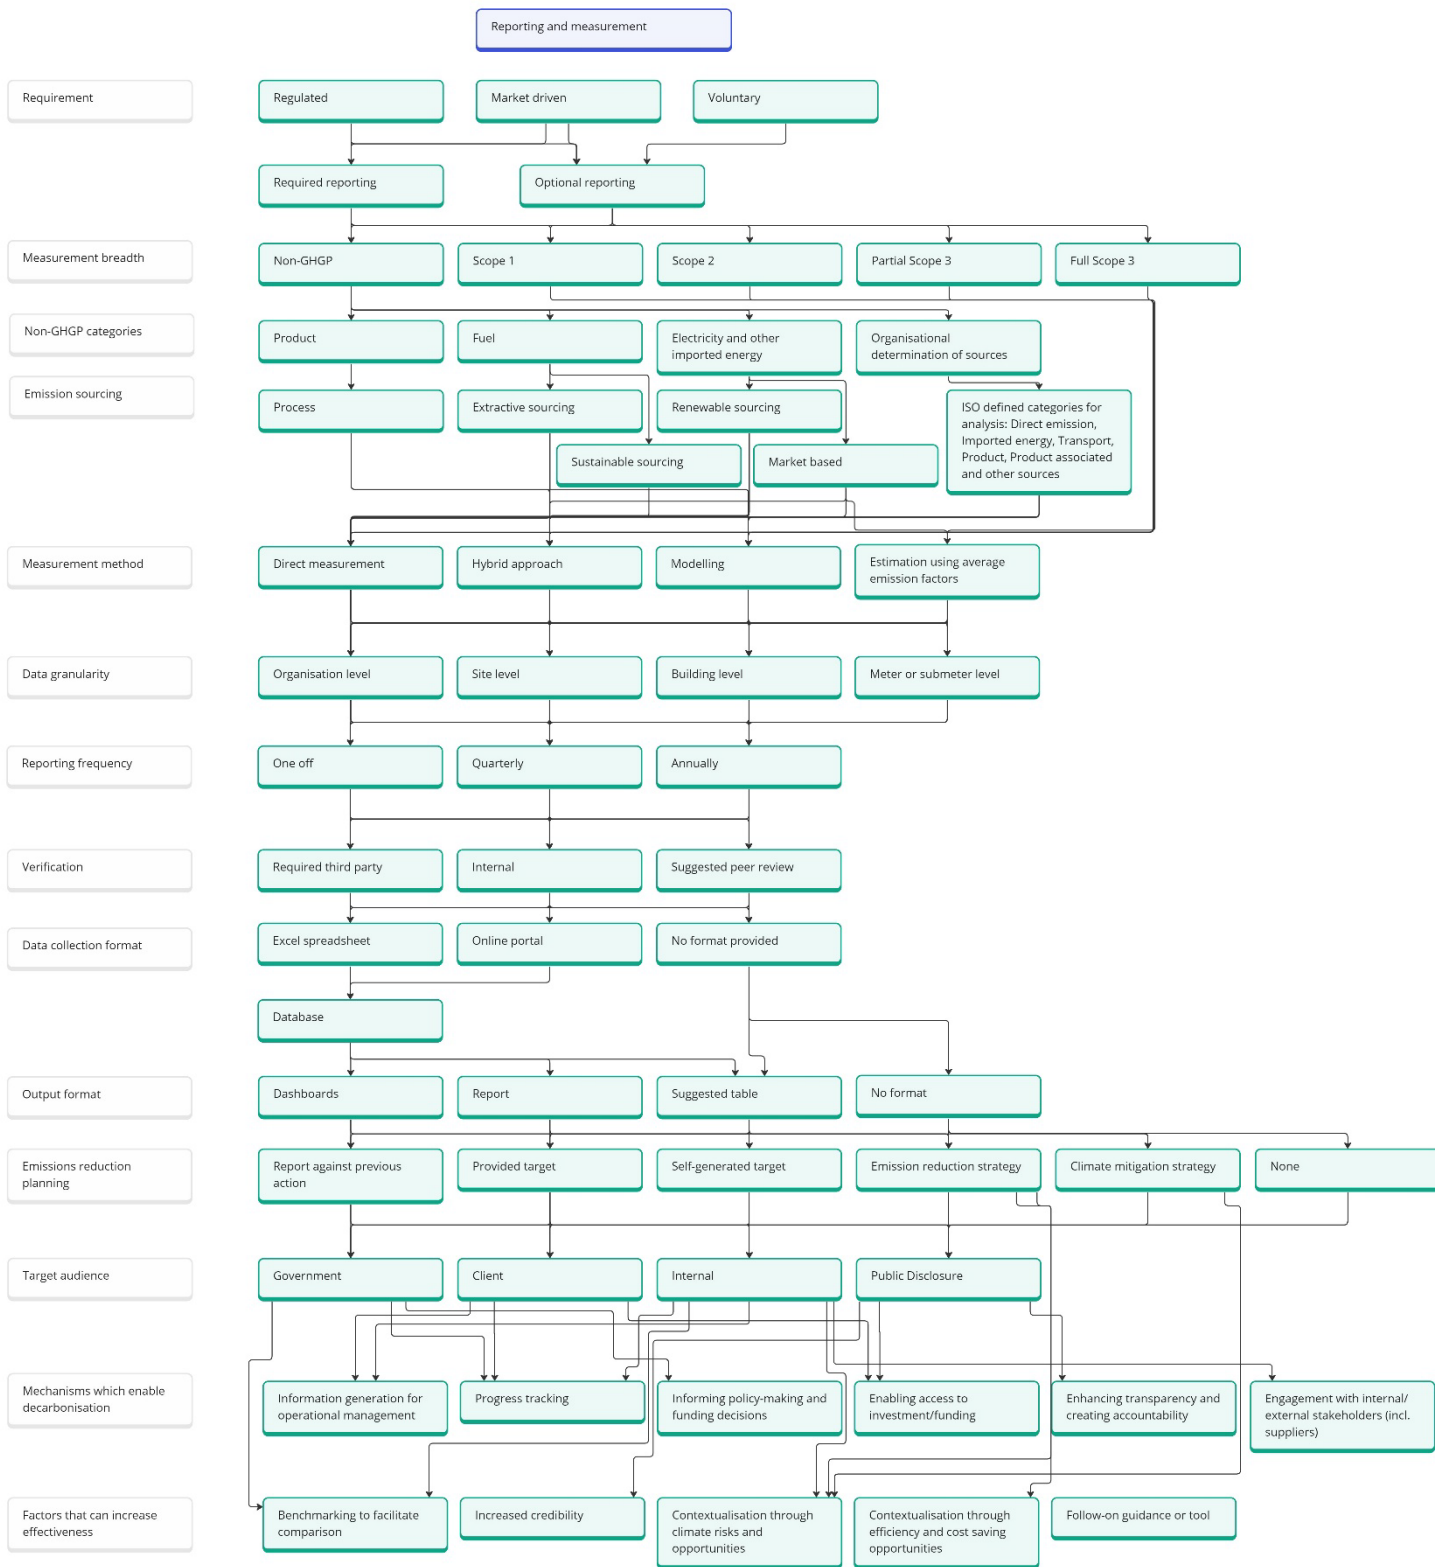 Reporting and measurement
Requirement
Regulated
Market driven
Voluntary
Required reporting
Optional reporting
Measurement breadth
Non-GHGP
Scope 1
Scope 2
Partial Scope 3
Full Scope 3
Non-GHGP categories
Product
Fuel
Electricity and other
imported energy
Organisational
determination of sources
Emission sourcing
Process
Extractive sourcing
Renewable sourcing
ISO defined categories for
analysis: Direct emission,
Imported energy, Transport,
Product, Product associated
and other sources
Sustainable sourcing
Market based
Measurement method
Direct measurement
Hybrid approach
Modelling
Estimation using average
emission factors
Data granularity
Organisation level
Site level
Building level
Meter or submeter level
Reporting frequency
One off
Quarterly
Annually
Verification
Required third party
Internal
Suggested peer review
Data collection format
Excel spreadsheet
Online portal
No format provided
Database
Output format
Dashboards
Report
Suggested table
No format
Emissions reduction
planning
Report against previous
action
Provided target
Self-generated target
Emission reduction strategy
Climate mitigation strategy
None
Target audience
Government
Client
Internal
Public Disclosure
Mechanisms which enable
decarbonisation
Information generation for
operational management
Progress tracking
Informing policy-making and
funding decisions
Enabling access to
investment/funding
Enhancing transparency and
creating accountability
Engagement with internal/
external stakeholders (incl.
suppliers)
Factors that can increase
effectiveness
Benchmarking to facilitate
comparison
Increased credibility
Contextualisation through
climate risks and
opportunities
Contextualisation through
efficiency and cost saving
opportunities
Follow-on guidance or tool